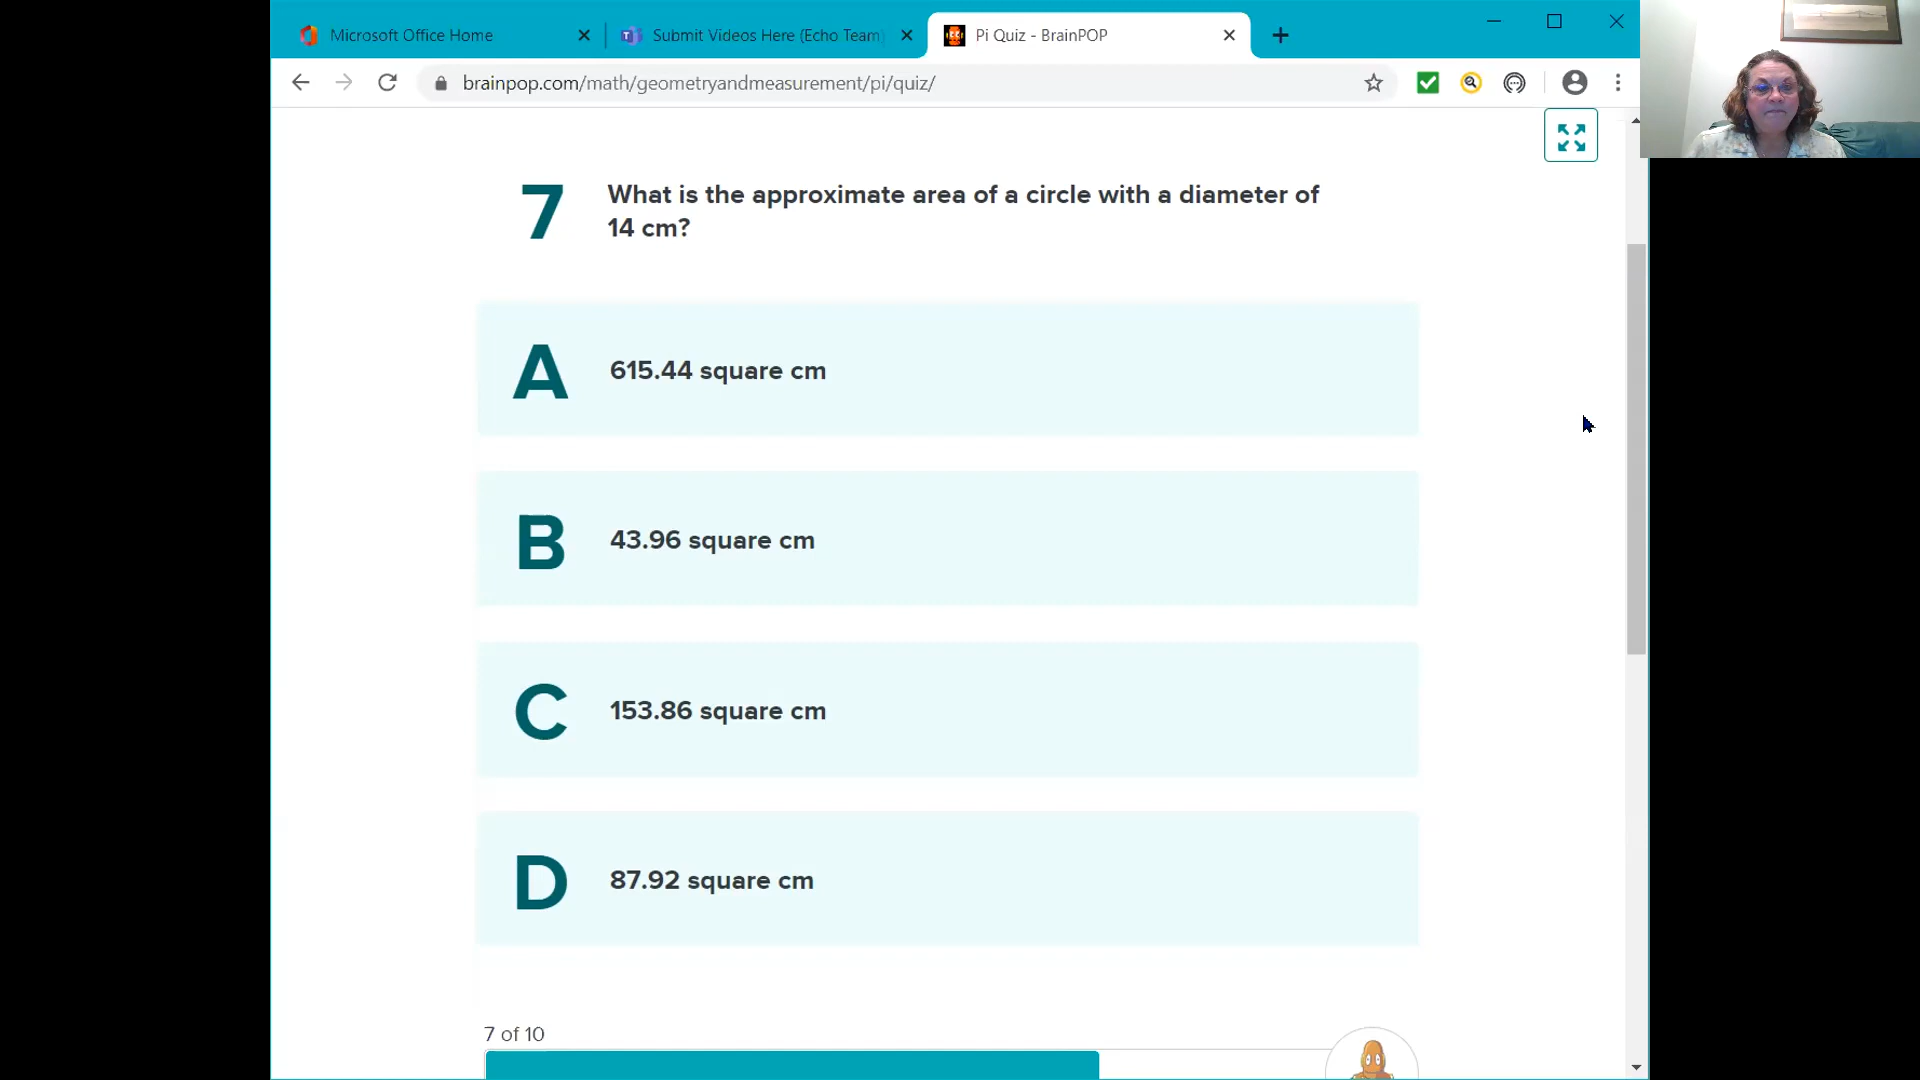 Microsoft Office Home
Submit Videos Here (Echo Team)
Pi Quiz - BrainPOP
brainpop.com/math/geometryandmeasurement/pi/quiz/
7
What is the approximate area of a circle with a diameter of
14 cm?
A
615.44 square cm
B
43.96 square cm
C
153.86 square cm
D
87.92 square cm
7 of 10